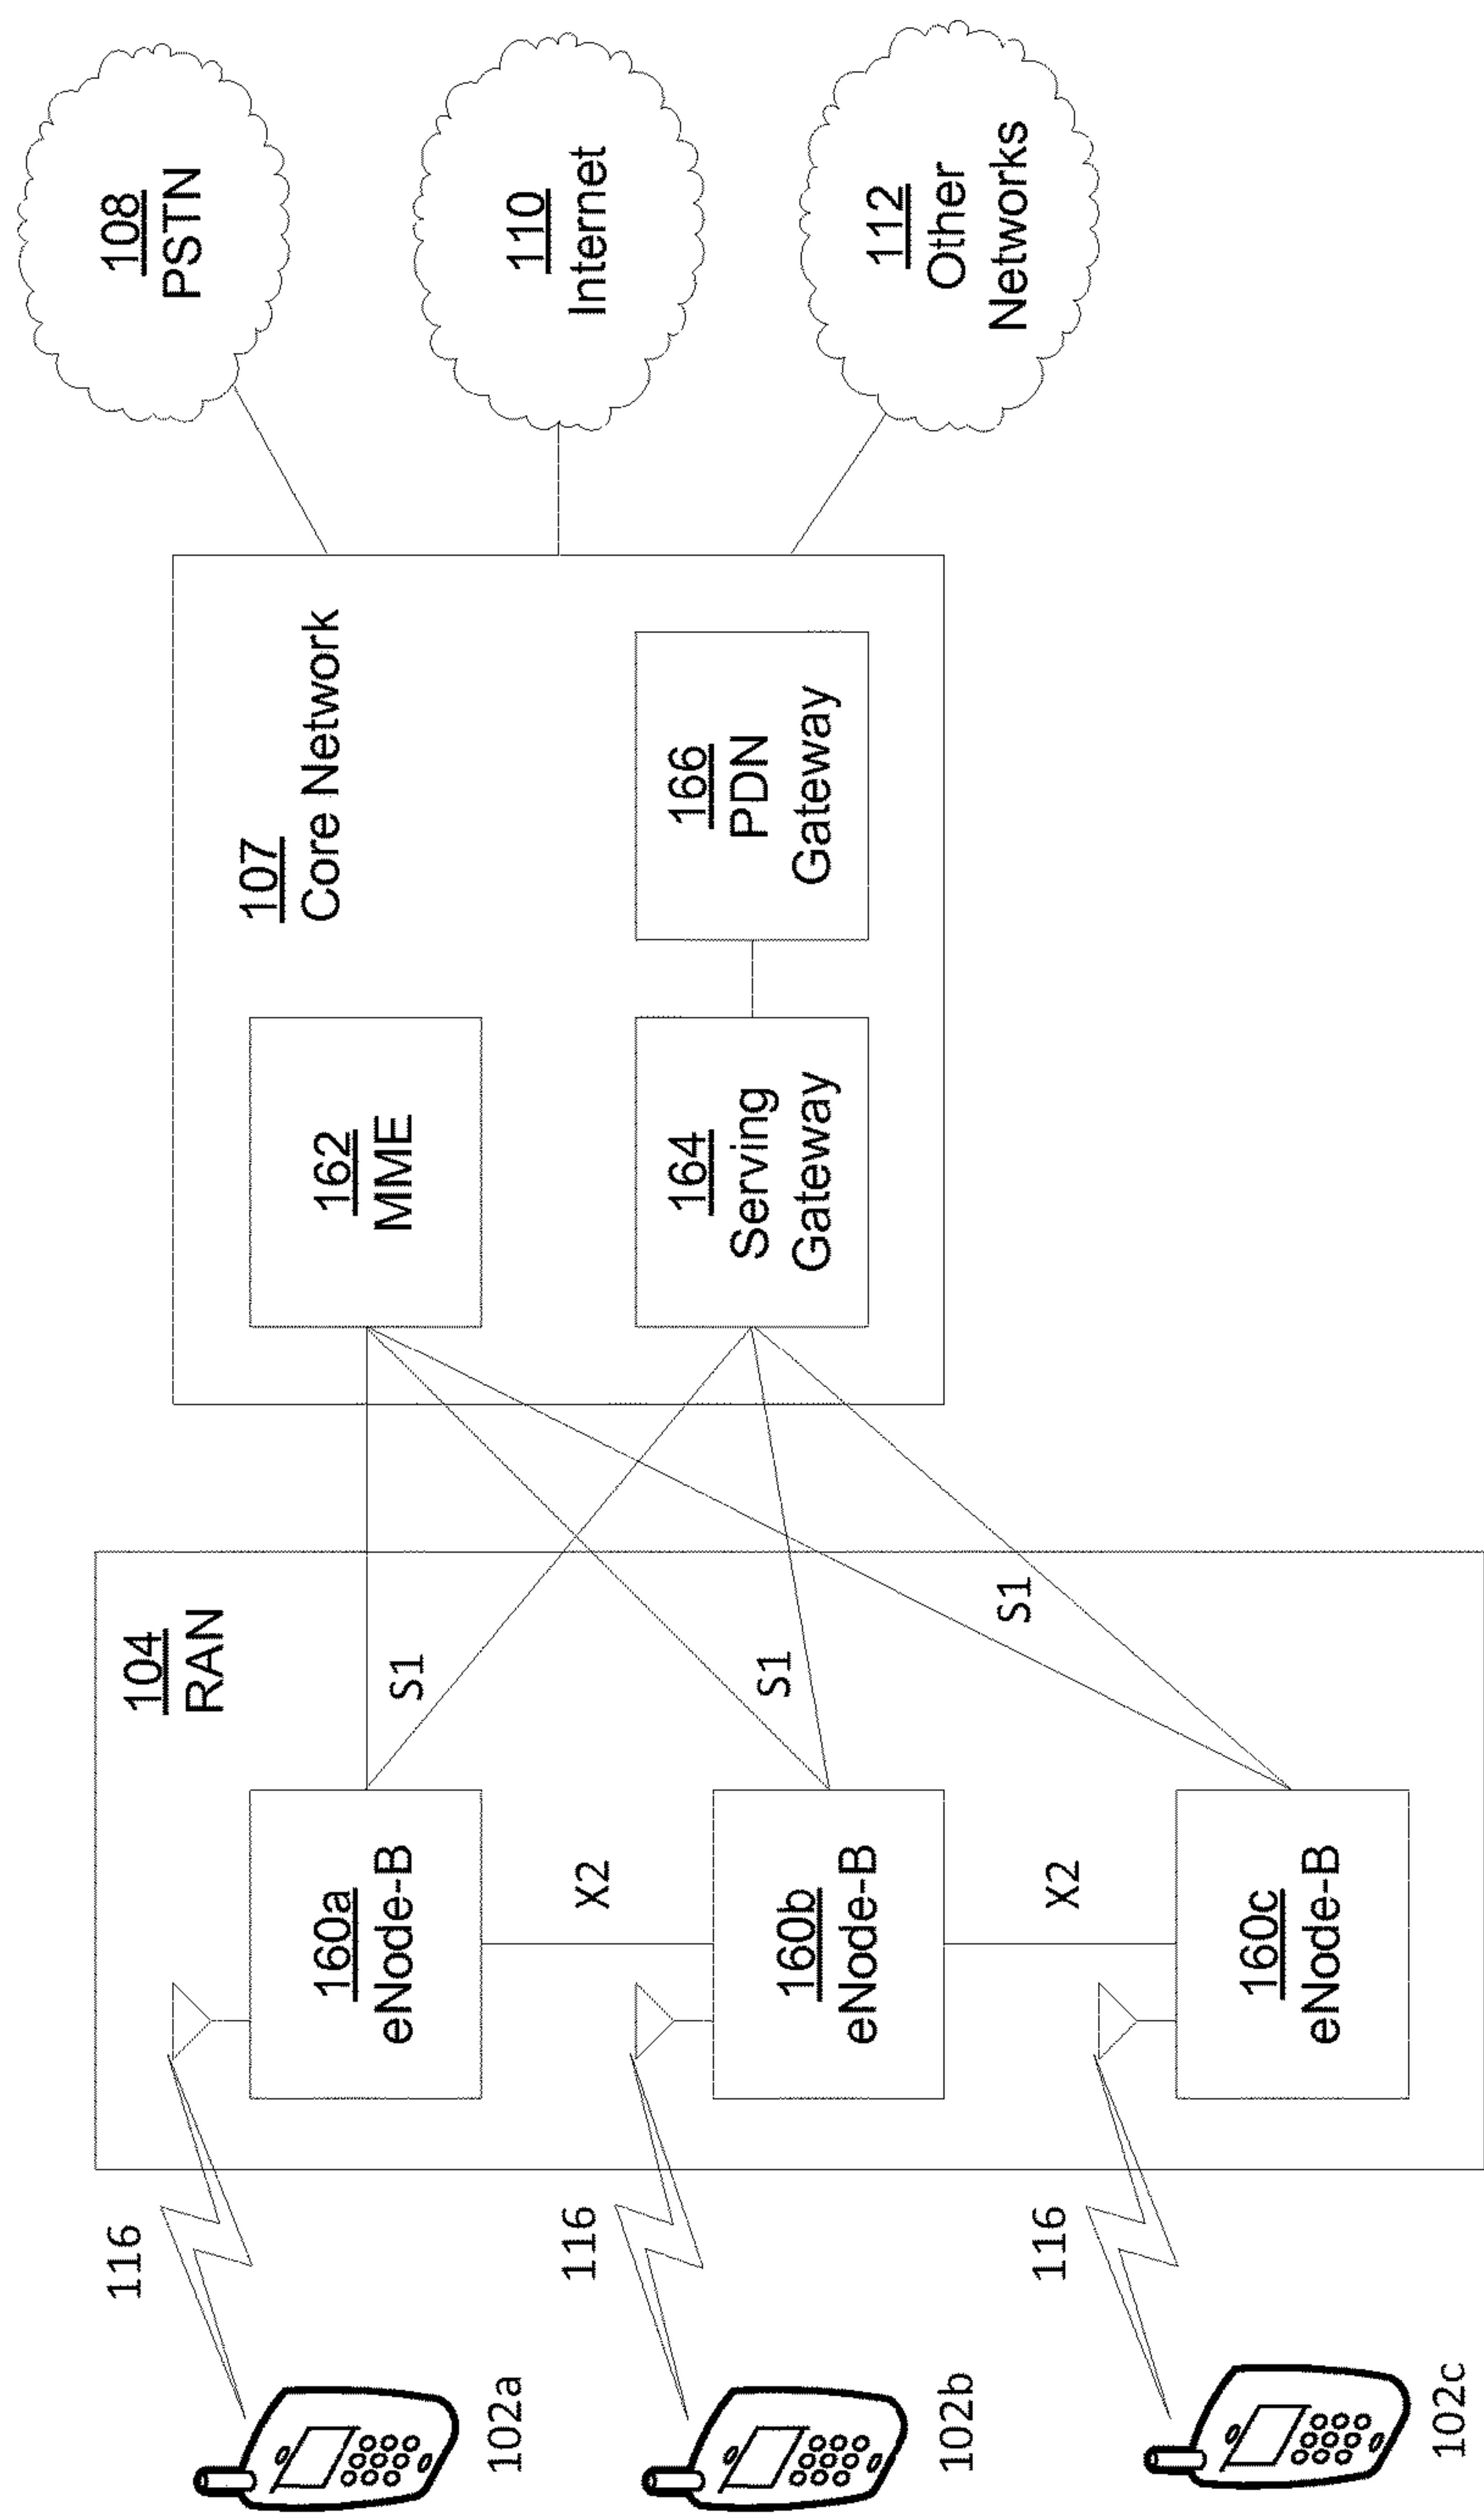 102a
116
160a
eNode-B
104
RAN
S1
X2
102b
116
160b
eNode-B
S1
X2
102c
116
160c
eNode-B
S1
107
Core Network
162
MME
164
Serving
Gateway
166
PDN
Gateway
108
PSTN
110
Internet
112
Other
Networks